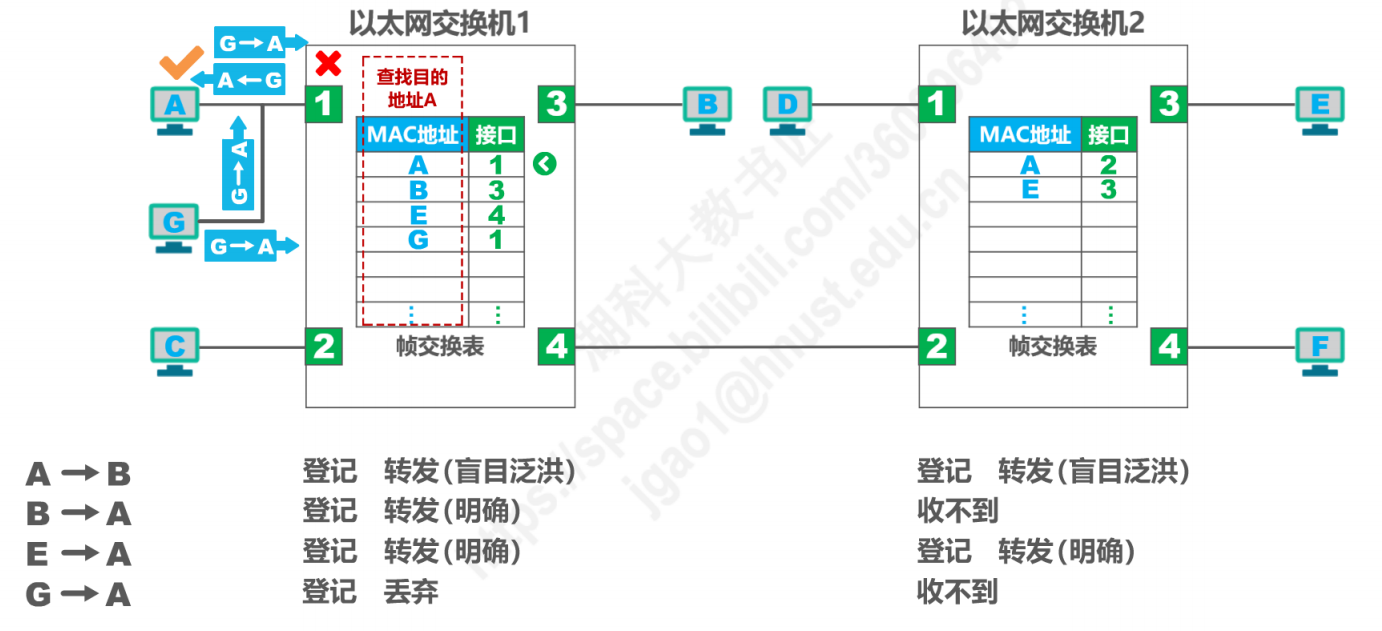 以太网交换机1
以太网交换机2
G→A
A←G
G→A
G→A
A
G
C
B
D
E
F
1
2
3
4
查找目的
地址A
MAC地址 接口
A 1
B 3
E 4
G 1
⋮ ⋮
帧交换表
1
2
3
4
MAC地址 接口
A 2
E 3
⋮ ⋮
帧交换表
A→B 登记 转发(盲目泛洪) 登记 转发(盲目泛洪)
B→A 登记 转发(明确) 收不到
E→A 登记 转发(明确) 登记 转发(明确)
G→A 登记 丢弃 收不到
湖科大教书匠
jgao1@hnust.edu.cn